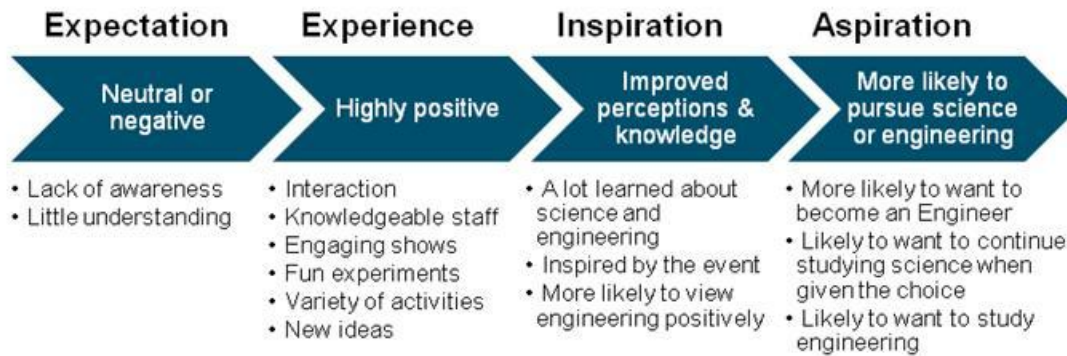 Expectation
Neutral or
negative
• Lack of awareness
• Little understanding
Experience
Highly positive
• Interaction
• Knowledgeable staff
• Engaging shows
• Fun experiments
• Variety of activities
• New ideas
Inspiration
Improved
perceptions &
knowledge
• A lot learned about
science and
engineering
• Inspired by the event
• More likely to view
engineering positively
Aspiration
More likely to
pursue science
or engineering
• More likely to want to
become an Engineer
• Likely to want to continue
studying science when
given the choice
• Likely to want to study
engineering